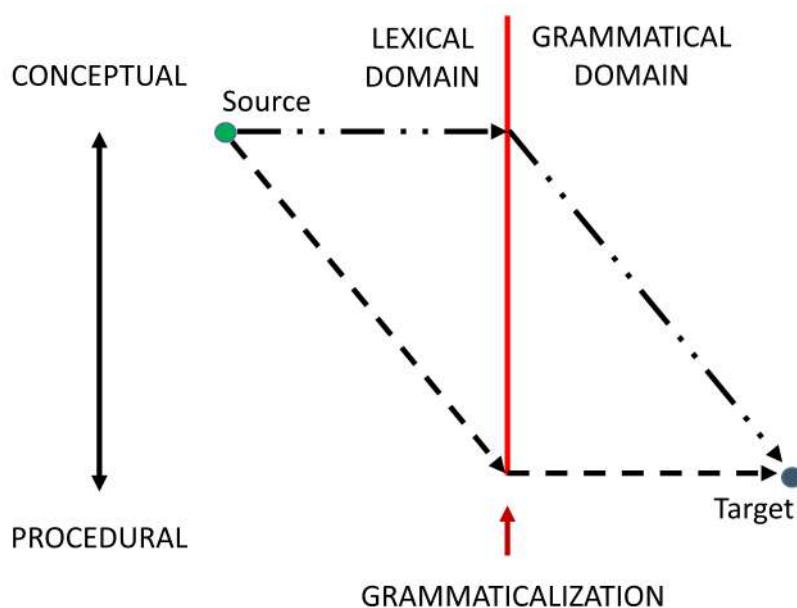 LEXICAL
DOMAIN
GRAMMATICAL
DOMAIN
CONCEPTUAL
Source
Target
PROCEDURAL
GRAMMATICALIZATION